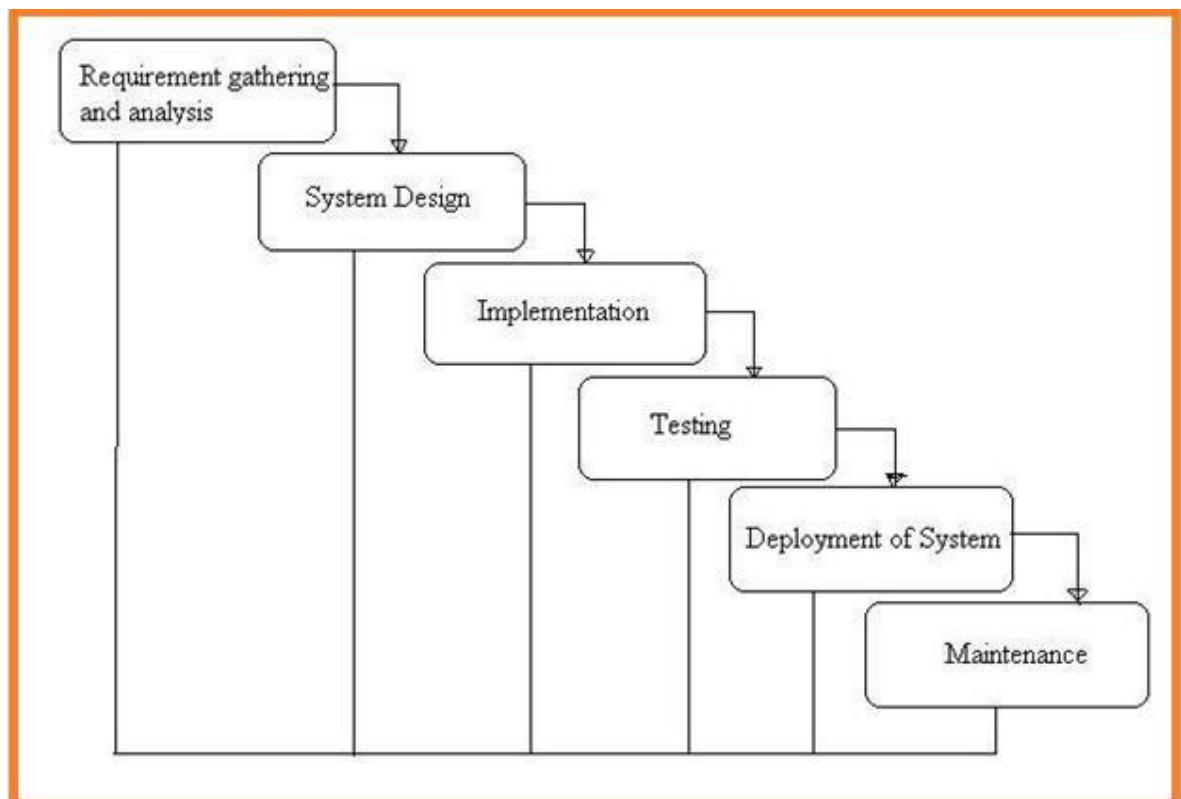 Requirement gathering
and analysis
System Design
Implementation
Testing
Deployment of System
Maintenance